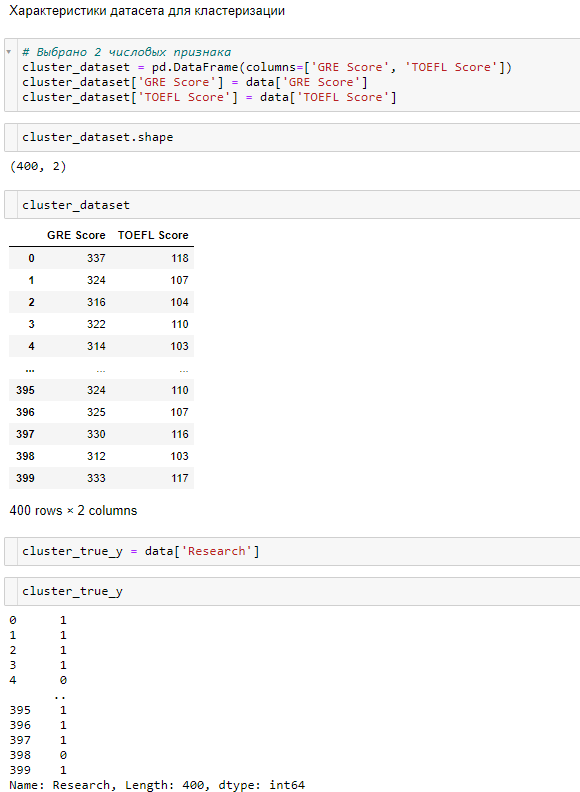 Характеристики датасета для кластеризации
# Выбрано 2 числовых признака
cluster_dataset = pd.DataFrame(columns=['GRE Score', 'TOEFL Score'])
cluster_dataset['GRE Score'] = data['GRE Score']
cluster_dataset['TOEFL Score'] = data['TOEFL Score']
cluster_dataset.shape
(400, 2)
cluster_dataset
GRE Score TOEFL Score
0 337 118
1 324 107
2 316 104
3 322 110
4 314 103
... ... ...
395 324 110
396 325 107
397 330 116
398 312 103
399 333 117
400 rows × 2 columns
cluster_true_y = data['Research']
cluster_true_y
0 1
1 1
2 1
3 1
4 0
..
395 1
396 1
397 1
398 0
399 1
Name: Research, Length: 400, dtype: int64